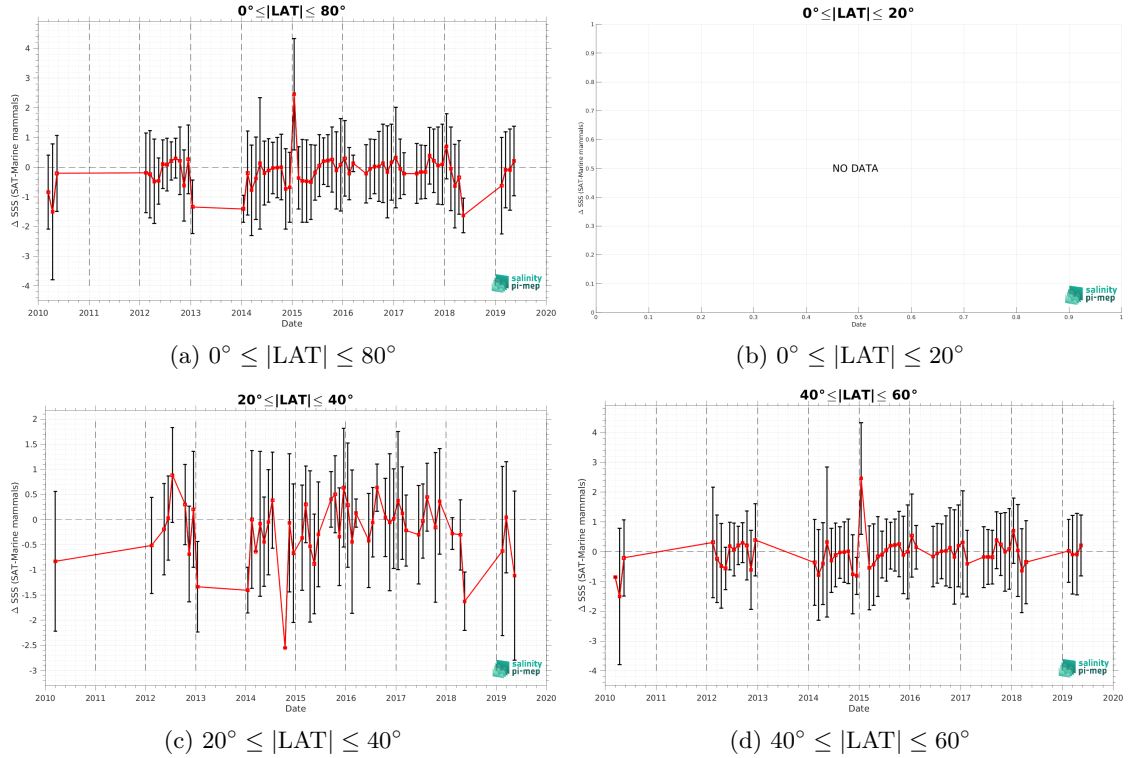 0°≤|LAT|≤ 80°
Δ SSS (SAT-Marine mammals)
4
3
2
1
0
-1
-2
-3
-4
2010 2011 2012 2013 2014 2015 2016 2017 2018 2019 2020
Date
salinity
pi-mep
(a) 0° ≤ |LAT| ≤ 80°
0°≤|LAT|≤ 20°
Δ SSS (SAT-Marine mammals)
1
0.9
0.8
0.7
0.6
0.5
0.4
0.3
0.2
0.1
0
NO DATA
0 0.1 0.2 0.3 0.4 0.5 0.6 0.7 0.8 0.9 1
Date
salinity
pi-mep
(b) 0° ≤ |LAT| ≤ 20°
20°≤|LAT|≤ 40°
Δ SSS (SAT-Marine mammals)
2
1.5
1
0.5
0
-0.5
-1
-1.5
-2
-2.5
-3
2010 2011 2012 2013 2014 2015 2016 2017 2018 2019 2020
Date
salinity
pi-mep
(c) 20° ≤ |LAT| ≤ 40°
40°≤|LAT|≤ 60°
Δ SSS (SAT-Marine mammals)
4
3
2
1
0
-1
-2
-3
-4
2010 2011 2012 2013 2014 2015 2016 2017 2018 2019 2020
Date
salinity
pi-mep
(d) 40° ≤ |LAT| ≤ 60°